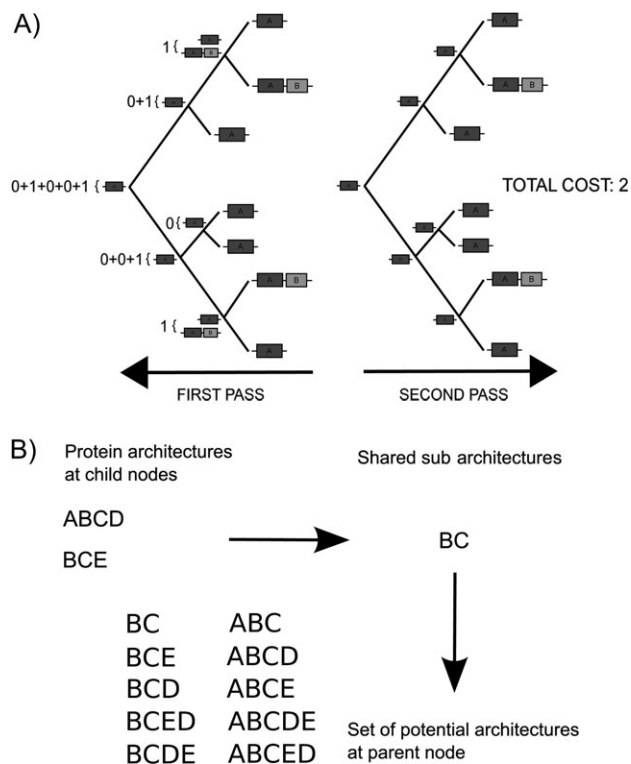 A)
A
A
1{
A B
A B
A
0+1{
A
A
0+1+0+0+1 {
A
A
0{
A
A
0+0+1{
A B
1{
A B
A
FIRST PASS
A
A B
A
TOTAL COST: 2
A
A
A B
A
SECOND PASS
B)
Protein architectures
at child nodes
Shared sub architectures
ABCD
BCE
BC
BC ABC
BCE ABCD
BCD ABCE
BCED ABCDE
BCDE ABCED
Set of potential architectures
at parent node